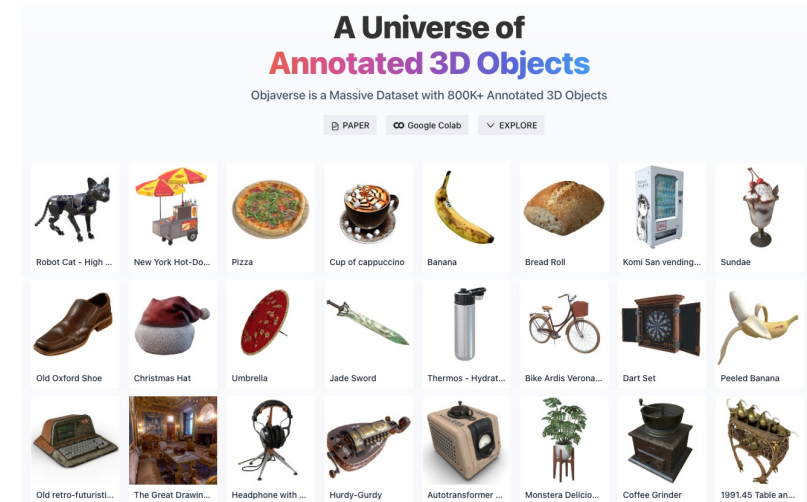 A Universe of
Annotated 3D Objects
Objaverse is a Massive Dataset with 800K+ Annotated 3D Objects
PAPER Google Colab EXPLORE
Robot Cat - High ... New York Hot-Do... Pizza Cup of cappuccino Banana Bread Roll Komi San vending... Sundae
Old Oxford Shoe Christmas Hat Umbrella Jade Sword Thermos - Hydrat... Bike Ardis Verona... Dart Set Peeled Banana
Old retro-futuristi... The Great Drawin... Headphone with ... Hurdy-Gurdy Autotransformer ... Monstera Delicio... Coffee Grinder 1991.45 Table an...